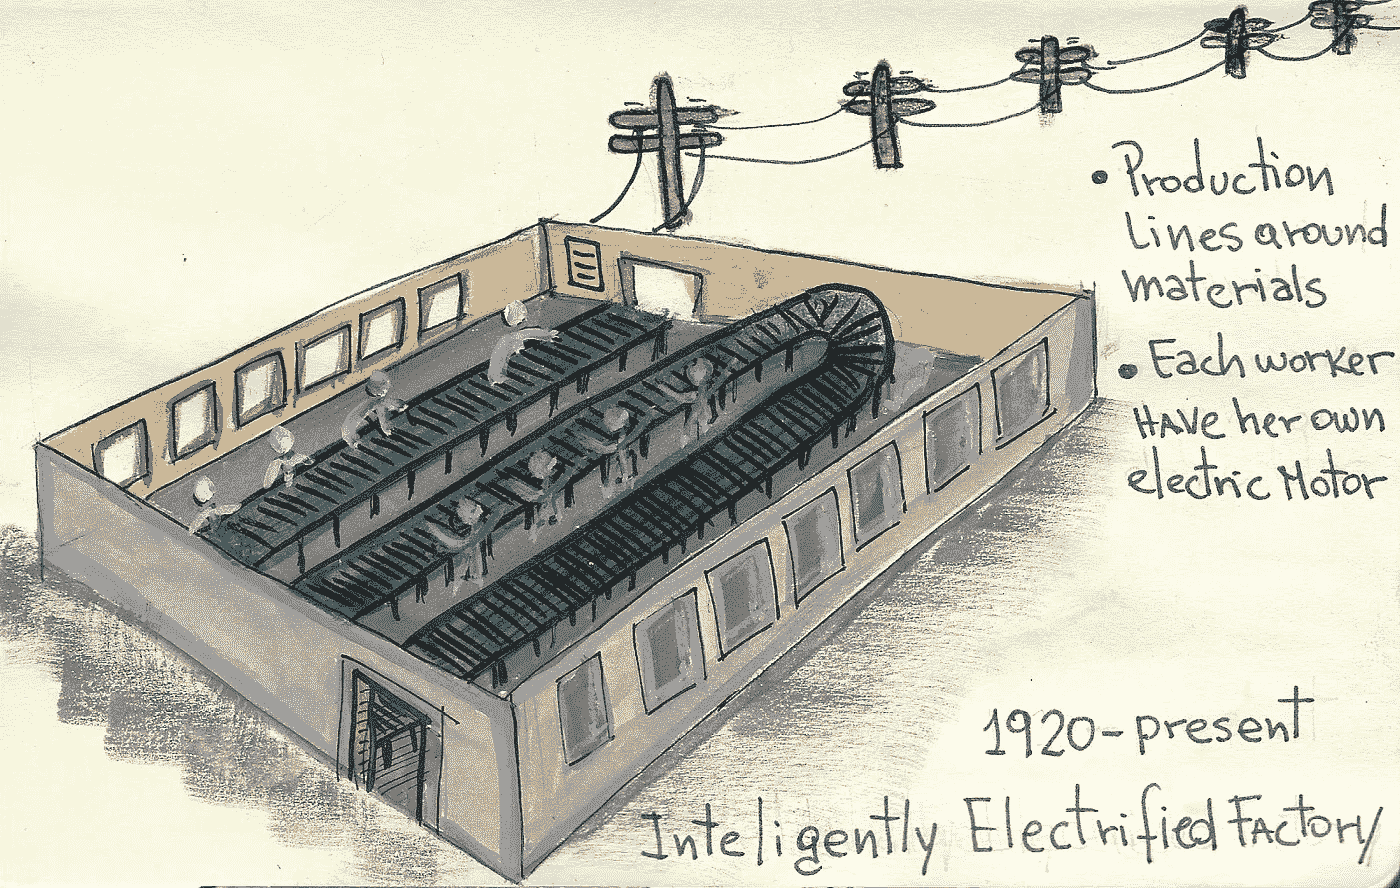 • Production
Lines around
materials
• Each worker
HAVE her own
electric Motor
1920-present
Inteligently Electrified Factory